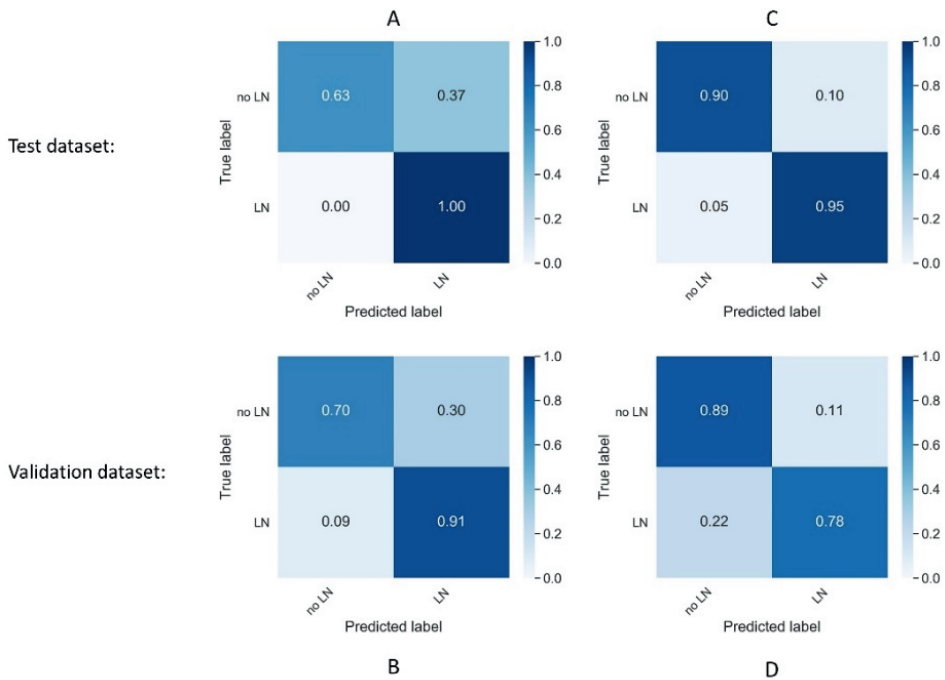 A
1.0
no LN
0.63
0.37
0.8
Test dataset:
True label
0.6
0.4
LN
0.00
1.00
0.2
0.0
no LN
LN
Predicted label
C
1.0
no LN
0.90
0.10
0.8
True label
0.6
0.4
LN
0.05
0.95
0.2
0.0
no LN
LN
Predicted label
1.0
no LN
0.70
0.30
0.8
Validation dataset:
True label
0.6
0.4
LN
0.09
0.91
0.2
0.0
no LN
LN
Predicted label
B
1.0
no LN
0.89
0.11
0.8
True label
0.6
0.4
LN
0.22
0.78
0.2
0.0
no LN
LN
Predicted label
D